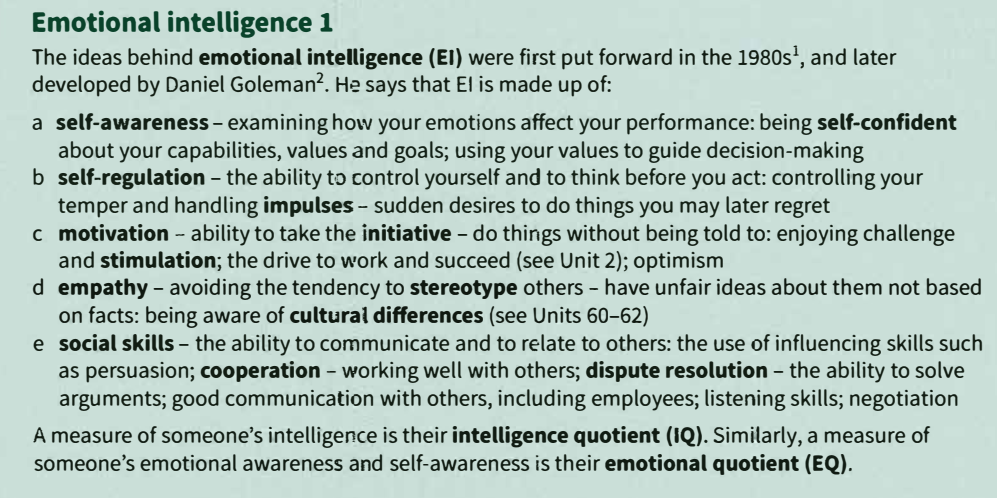 Emotional intelligence 1
The ideas behind emotional intelligence (EI) were first put forward in the 1980s¹, and later
developed by Daniel Goleman². He says that EI is made up of:
a self-awareness – examining how your emotions affect your performance: being self-confident
about your capabilities, values and goals; using your values to guide decision-making
b self-regulation – the ability to control yourself and to think before you act: controlling your
temper and handling impulses – sudden desires to do things you may later regret
c motivation – ability to take the initiative – do things without being told to: enjoying challenge
and stimulation; the drive to work and succeed (see Unit 2); optimism
d empathy – avoiding the tendency to stereotype others – have unfair ideas about them not based
on facts: being aware of cultural differences (see Units 60–62)
e social skills – the ability to communicate and to relate to others: the use of influencing skills such
as persuasion; cooperation – working well with others; dispute resolution – the ability to solve
arguments; good communication with others, including employees; listening skills; negotiation
A measure of someone's intelligence is their intelligence quotient (IQ). Similarly, a measure of
someone's emotional awareness and self-awareness is their emotional quotient (EQ).